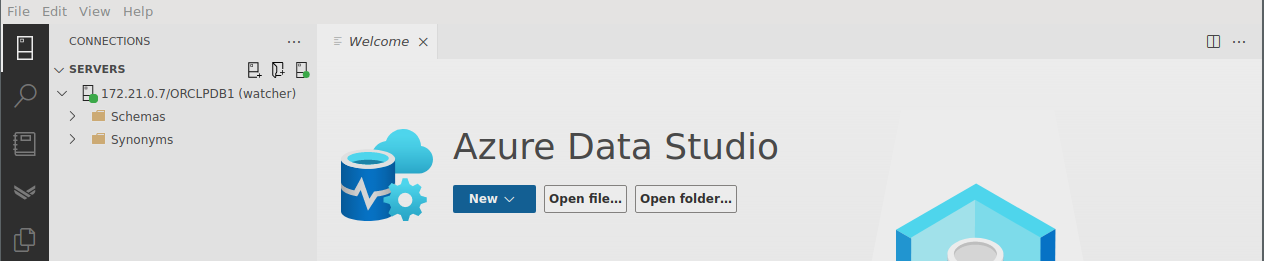 File Edit View Help
CONNECTIONS
Welcome
SERVERS
172.21.0.7/ORCLPDB1 (watcher)
Schemas
Synonyms
Azure Data Studio
New
Open file...
Open folder...